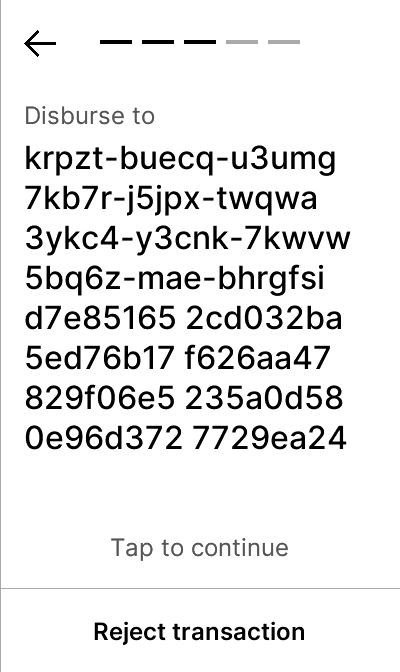 Disburse to
krpzt-buecq-u3umg
7kb7r-j5jpx-twqwa
3ykc4-y3cnk-7kwvw
5bq6z-mae-bhrgfsi
d7e85165 2cd032ba
5ed76b17 f626aa47
829f06e5 235a0d58
0e96d372 7729ea24
Tap to continue
Reject transaction